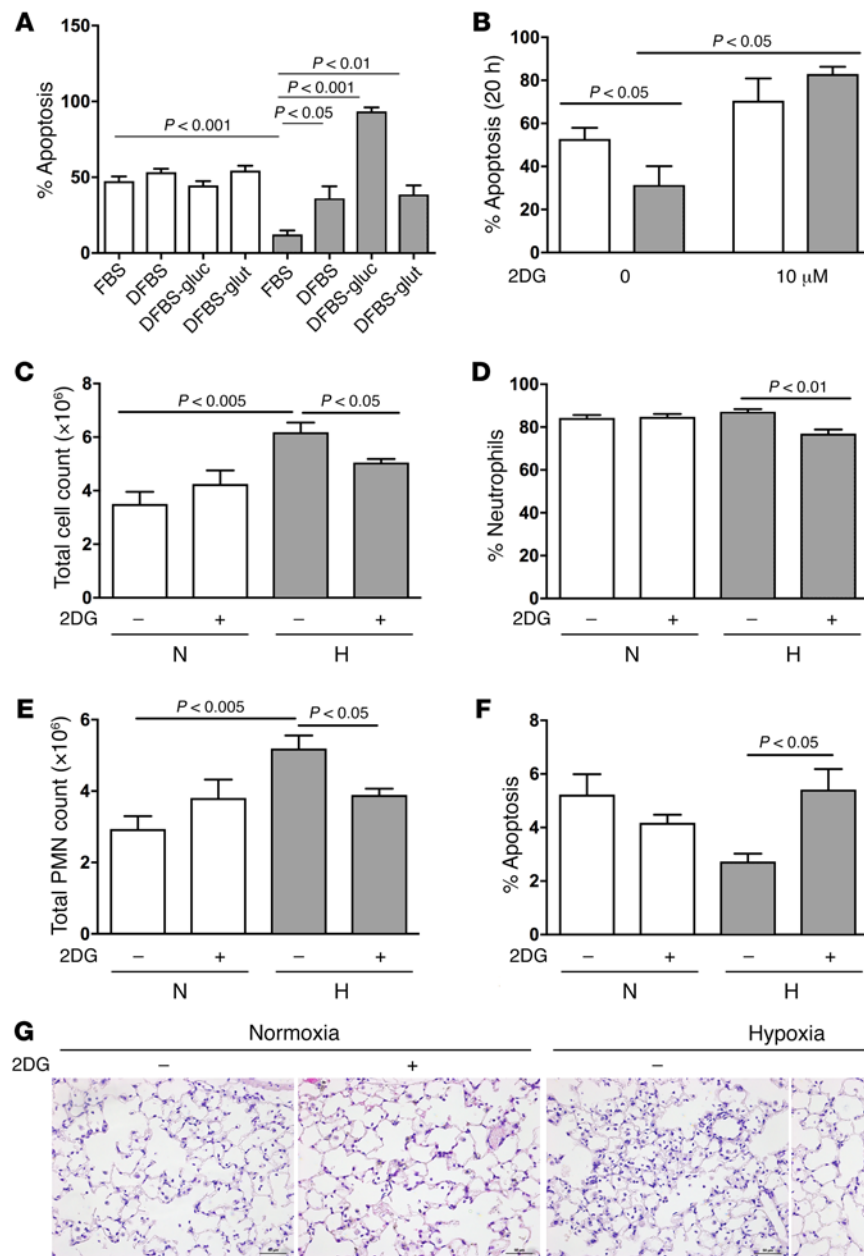 A
% Apoptosis
150
100
50
0
P < 0.001
P < 0.01
P < 0.001
P < 0.05
FBS
DFBS
DFBS-gluc
DFBS-glut
FBS
DFBS
DFBS-gluc
DFBS-glut
B
% Apoptosis (20 h)
100
80
60
40
20
0
P < 0.05
P < 0.05
2DG 0 10 μM
C
Total cell count (×10⁶)
8
6
4
2
0
P < 0.005
P < 0.05
2DG – + – +
N H
D
% Neutrophils
100
80
60
40
20
0
P < 0.01
2DG – + – +
N H
E
Total PMN count (×10⁶)
6
4
2
0
P < 0.005
P < 0.05
2DG – + – +
N H
F
% Apoptosis
8
6
4
2
0
P < 0.05
2DG – + – +
N H
G
Normoxia Hypoxia
2DG – + –